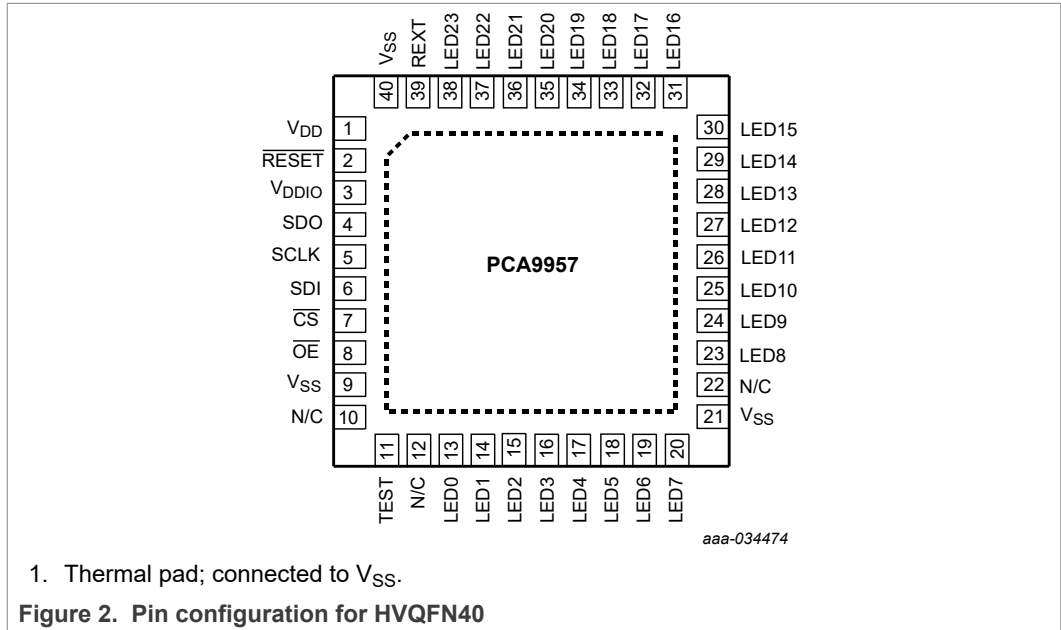 VSS REXT LED23 LED22 LED21 LED20 LED19 LED18 LED17 LED16
40 39 38 37 36 35 34 33 32 31
VDD 1
RESET 2
VDDIO 3
SDO 4
SCLK 5
SDI 6
CS 7
OE 8
VSS 9
N/C 10
PCA9957
30 LED15
29 LED14
28 LED13
27 LED12
26 LED11
25 LED10
24 LED9
23 LED8
22 N/C
21 VSS
11 12 13 14 15 16 17 18 19 20
TEST N/C LED0 LED1 LED2 LED3 LED4 LED5 LED6 LED7
aaa-034474
1. Thermal pad; connected to VSS.
Figure 2. Pin configuration for HVQFN40